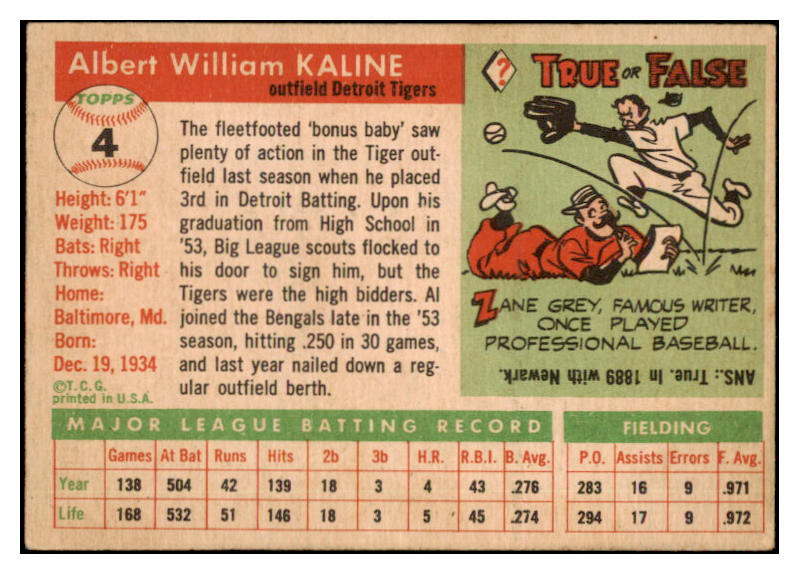 Albert William KALINE
outfield Detroit Tigers
TOPPS
4
Height: 6'1"
Weight: 175
Bats: Right
Throws: Right
Home:
Baltimore, Md.
Born:
Dec. 19, 1934
©T.C.G.
printed in U.S.A.
The fleetfooted 'bonus baby' saw
plenty of action in the Tiger out-
field last season when he placed
3rd in Detroit Batting. Upon his
graduation from High School in
'53, Big League scouts flocked to
his door to sign him, but the
Tigers were the high bidders. Al
joined the Bengals late in the '53
season, hitting .250 in 30 games,
and last year nailed down a reg-
ular outfield berth.
? TRUE OR FALSE
ZANE GREY, FAMOUS WRITER,
ONCE PLAYED
PROFESSIONAL BASEBALL.
ANS.: True. In 1889 with Newark.
MAJOR LEAGUE BATTING RECORD FIELDING
Games At Bat Runs Hits 2b 3b H.R. R.B.I. B. Avg. P.O. Assists Errors F. Avg.
Year 138 504 42 139 18 3 4 43 .276 283 16 9 .971
Life 168 532 51 146 18 3 5 45 .274 294 17 9 .972